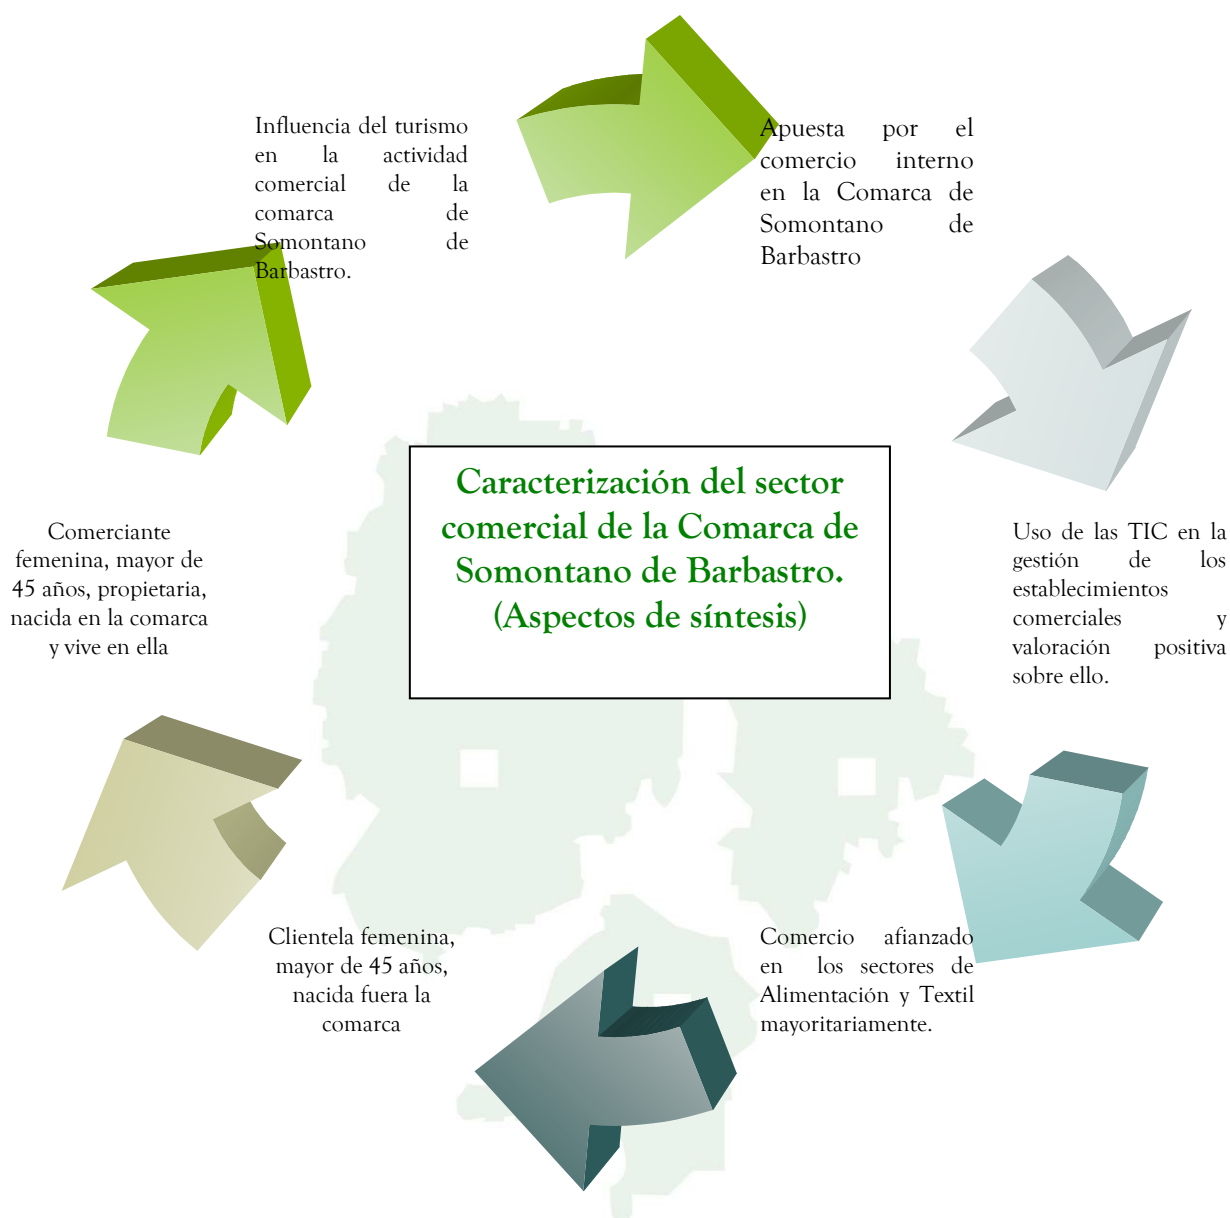 Influencia del turismo
en la actividad
comercial de la
comarca de
Somontano de
Barbastro.
Apuesta por el
comercio interno
en la Comarca de
Somontano de
Barbastro
Caracterización del sector
comercial de la Comarca de
Somontano de Barbastro.
(Aspectos de síntesis)
Comerciante
femenina, mayor de
45 años, propietaria,
nacida en la comarca
y vive en ella
Uso de las TIC en la
gestión de los
establecimientos
comerciales y
valoración positiva
sobre ello.
Clientela femenina,
mayor de 45 años,
nacida fuera la
comarca
Comercio afianzado
en los sectores de
Alimentación y Textil
mayoritariamente.